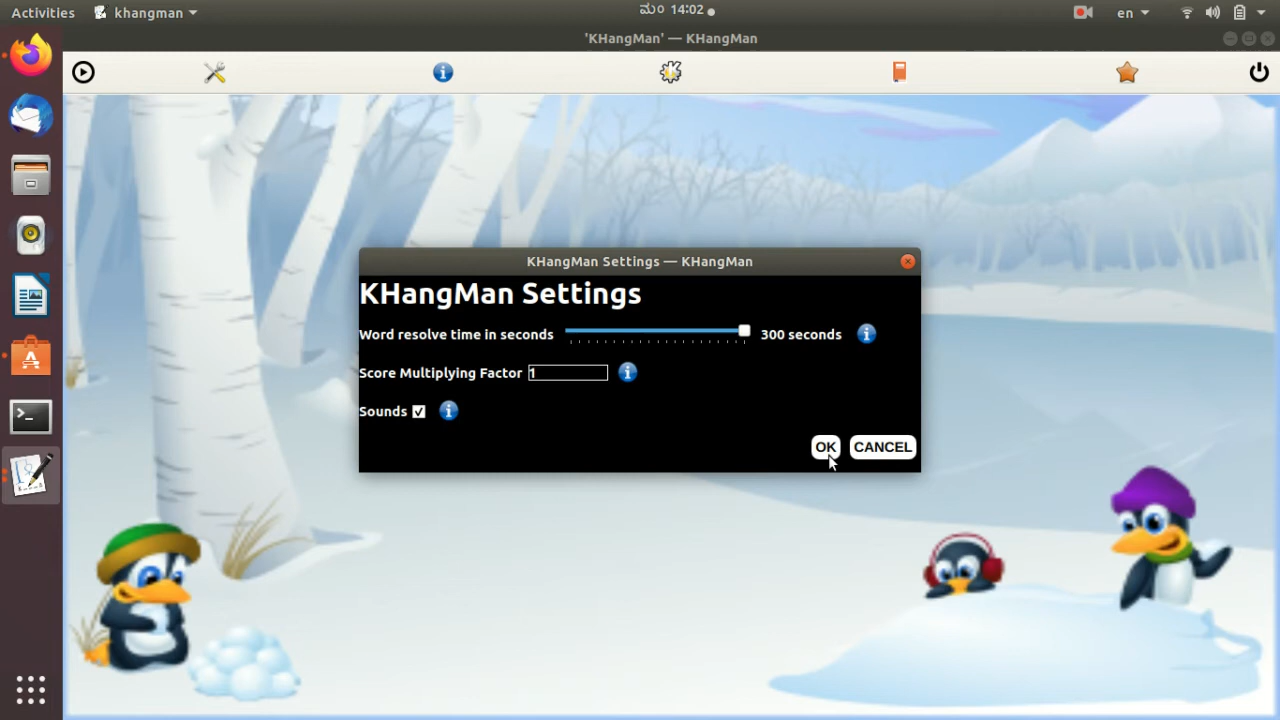 Activities khangman మం౦ 14:02 en
'KHangMan' — KHangMan
KHangMan Settings — KHangMan
KHangMan Settings
Word resolve time in seconds 300 seconds
Score Multiplying Factor 1
Sounds
OK CANCEL